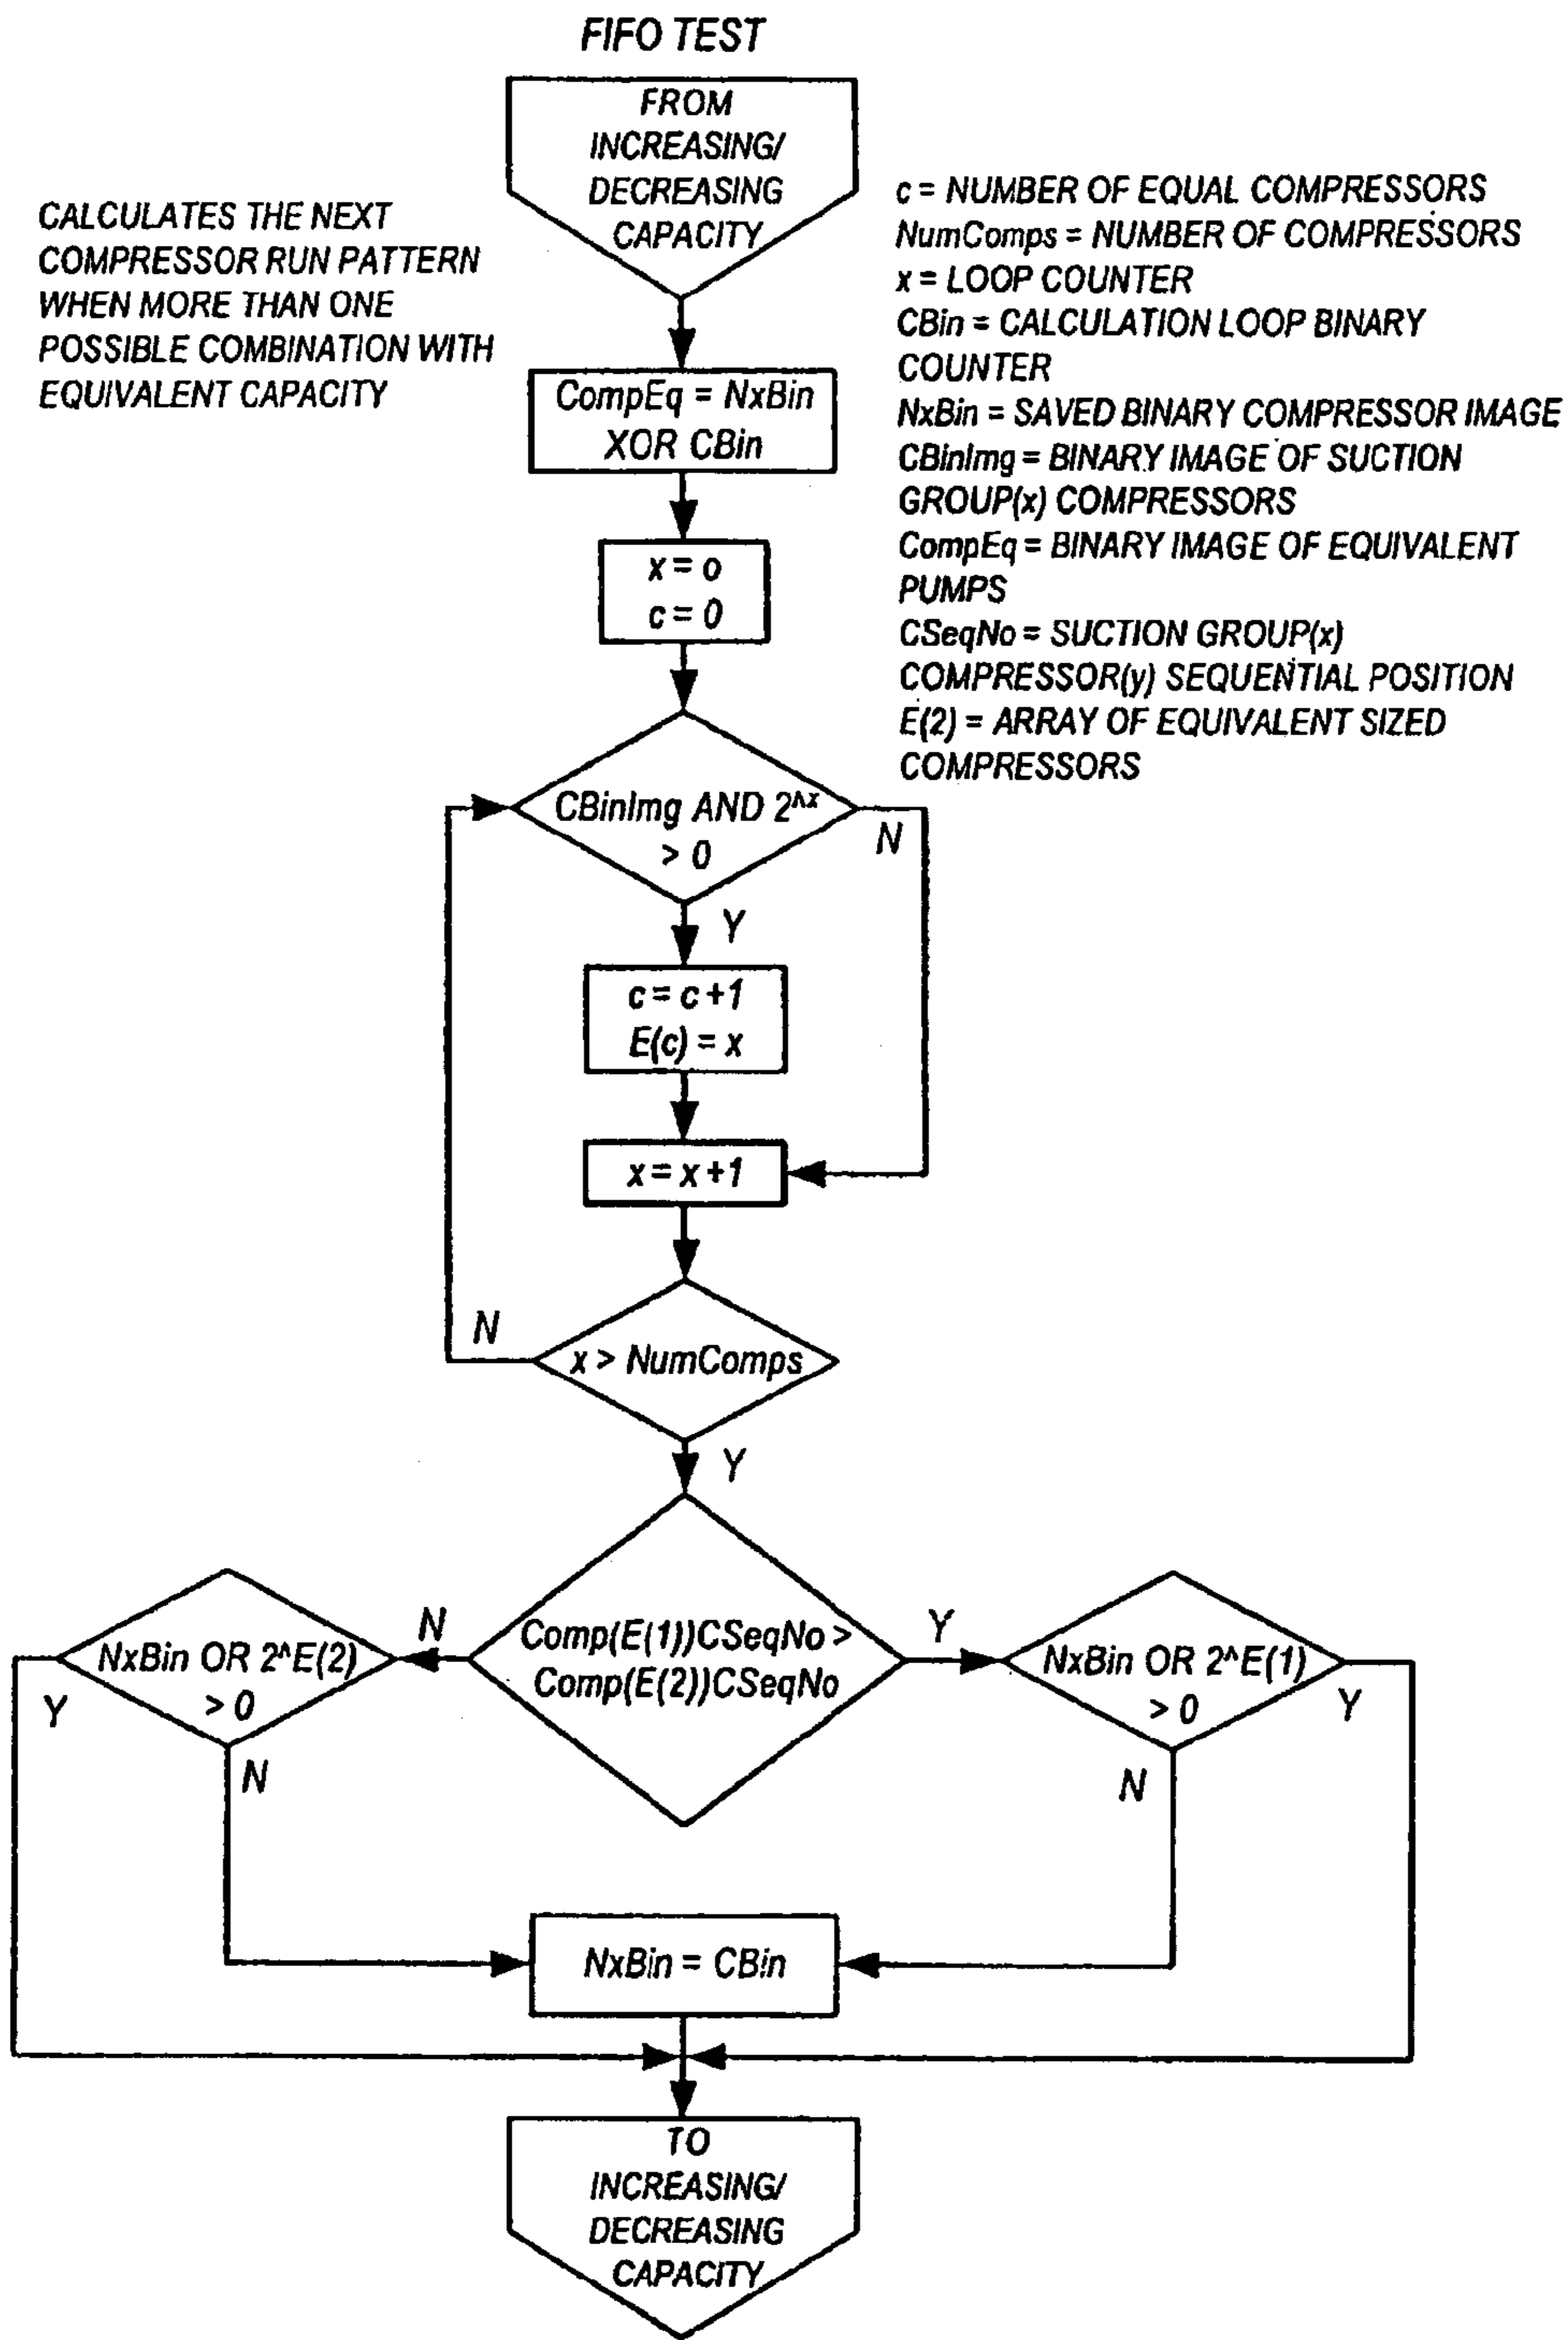 FIFO TEST
FROM
INCREASING/
DECREASING
CAPACITY
CALCULATES THE NEXT
COMPRESSOR RUN PATTERN
WHEN MORE THAN ONE
POSSIBLE COMBINATION WITH
EQUIVALENT CAPACITY
c = NUMBER OF EQUAL COMPRESSORS
NumComps = NUMBER OF COMPRESSORS
x = LOOP COUNTER
CBin = CALCULATION LOOP BINARY
COUNTER
NxBin = SAVED BINARY COMPRESSOR IMAGE
CBinImg = BINARY IMAGE OF SUCTION
GROUP(x) COMPRESSORS
CompEq = BINARY IMAGE OF EQUIVALENT
PUMPS
CSeqNo = SUCTION GROUP(x)
COMPRESSOR(y) SEQUENTIAL POSITION
E(2) = ARRAY OF EQUIVALENT SIZED
COMPRESSORS
CompEq = NxBin
XOR CBin
x = o
c = 0
CBinImg AND 2^x
> 0
N
Y
c = c+1
E(c) = x
x = x+1
N
x > NumComps
Y
Comp(E(1))CSeqNo >
Comp(E(2))CSeqNo
N
Y
NxBin OR 2^E(2)
> 0
Y
N
NxBin OR 2^E(1)
> 0
Y
N
NxBin = CBin
TO
INCREASING/
DECREASING
CAPACITY